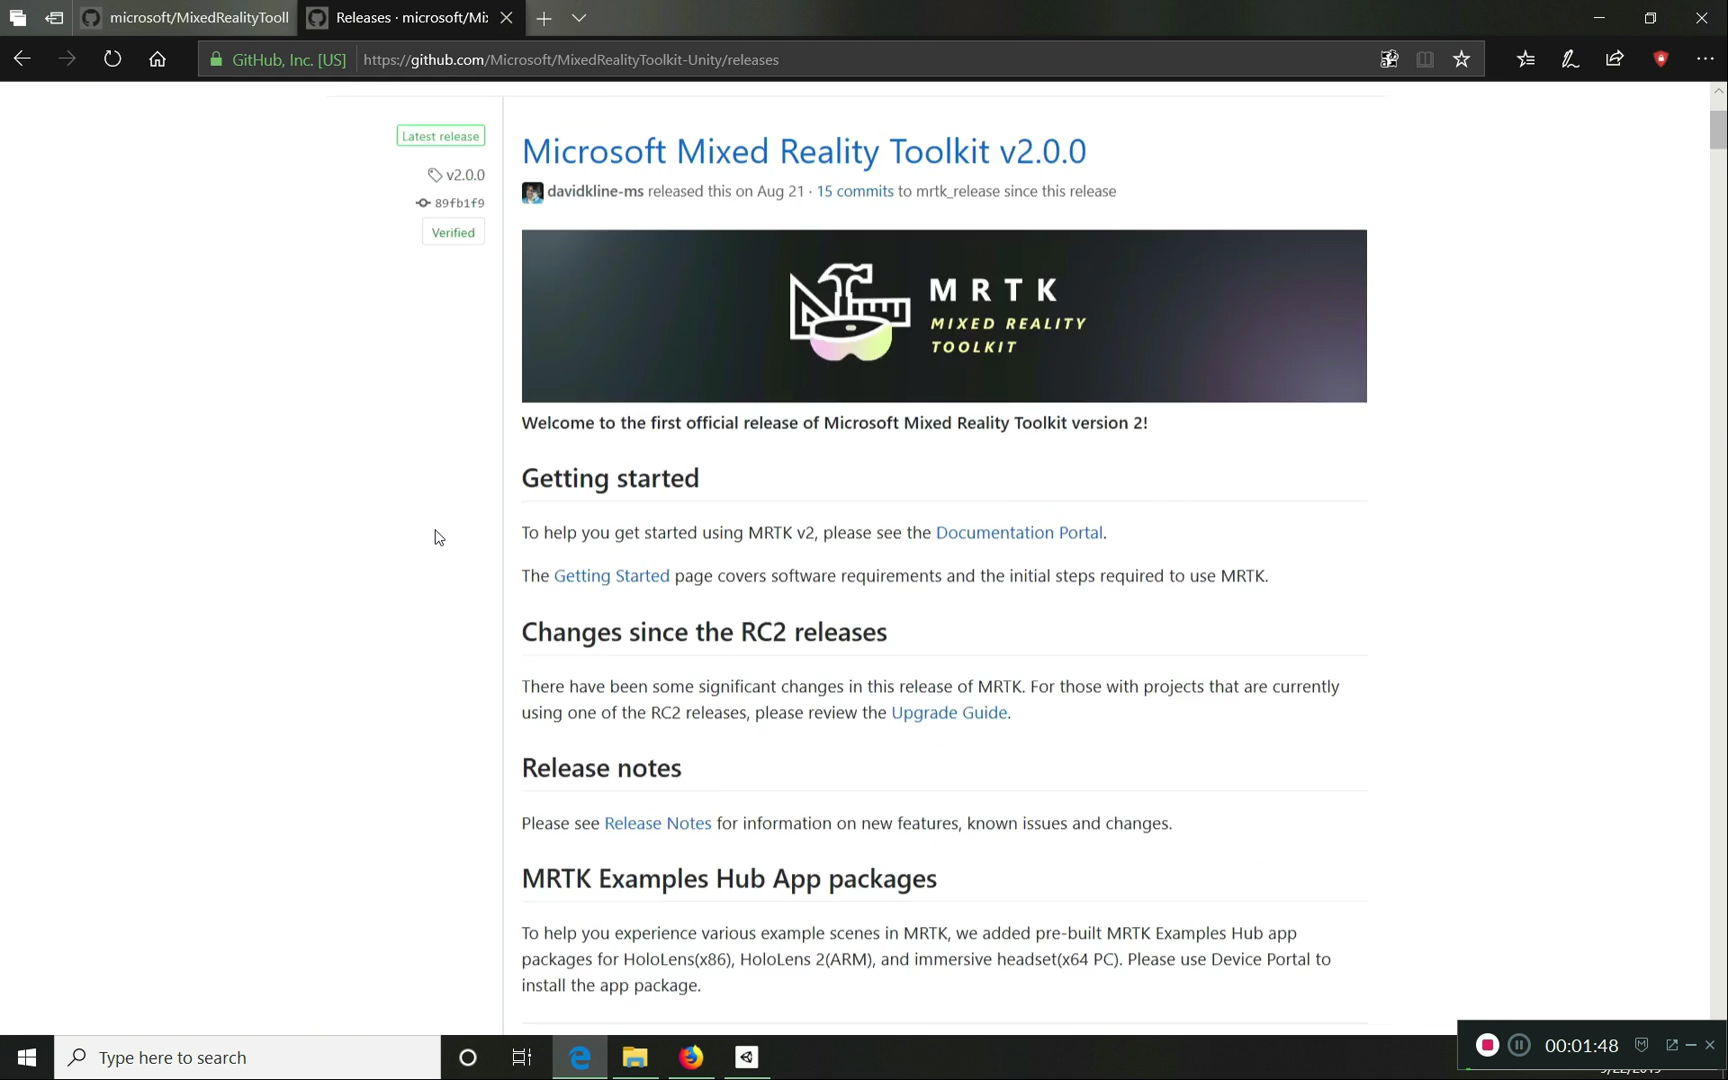 microsoft/MixedRealityTooll
Releases · microsoft/Mi:
GitHub, Inc. [US]
https://github.com/Microsoft/MixedRealityToolkit-Unity/releases
Latest release
v2.0.0
89fb1f9
Verified
Microsoft Mixed Reality Toolkit v2.0.0
davidkline-ms released this on Aug 21 · 15 commits to mrtk_release since this release
MRTK
MIXED REALITY
TOOLKIT
Welcome to the first official release of Microsoft Mixed Reality Toolkit version 2!
Getting started
To help you get started using MRTK v2, please see the Documentation Portal.
The Getting Started page covers software requirements and the initial steps required to use MRTK.
Changes since the RC2 releases
There have been some significant changes in this release of MRTK. For those with projects that are currently
using one of the RC2 releases, please review the Upgrade Guide.
Release notes
Please see Release Notes for information on new features, known issues and changes.
MRTK Examples Hub App packages
To help you experience various example scenes in MRTK, we added pre-built MRTK Examples Hub app
packages for HoloLens(x86), HoloLens 2(ARM), and immersive headset(x64 PC). Please use Device Portal to
install the app package.
Type here to search
00:01:48